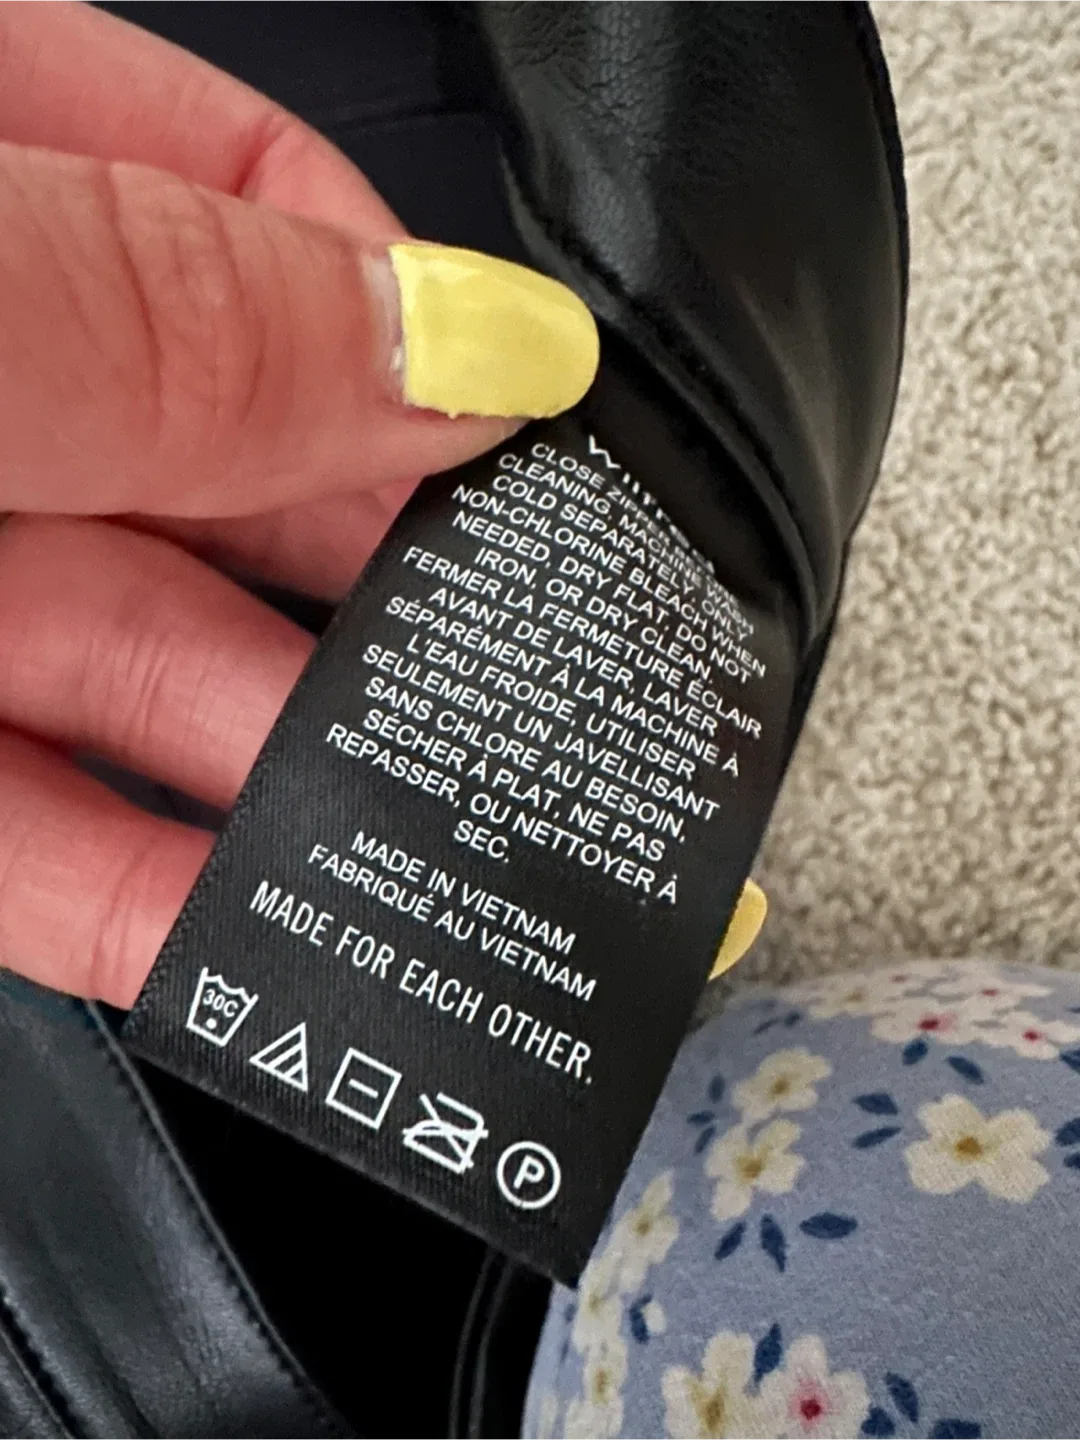 CLOSE ZIPPER
CLEANING, MACHINE WASH
COLD SEPARATELY, ONLY
NON-CHLORINE BLEACH WHEN
NEEDED, DRY FLAT, DO NOT
IRON, OR DRY CLEAN.
FERMER LA FERMETURE ÉCLAIR
AVANT DE LAVER, LAVER
SÉPARÉMENT À LA MACHINE À
L'EAU FROIDE, UTILISER
SEULEMENT UN JAVELLISANT
SANS CHLORE AU BESOIN,
SÉCHER À PLAT, NE PAS
REPASSER, OU NETTOYER À
SEC.
MADE IN VIETNAM
FABRIQUÉ AU VIETNAM
MADE FOR EACH OTHER.
30C
P